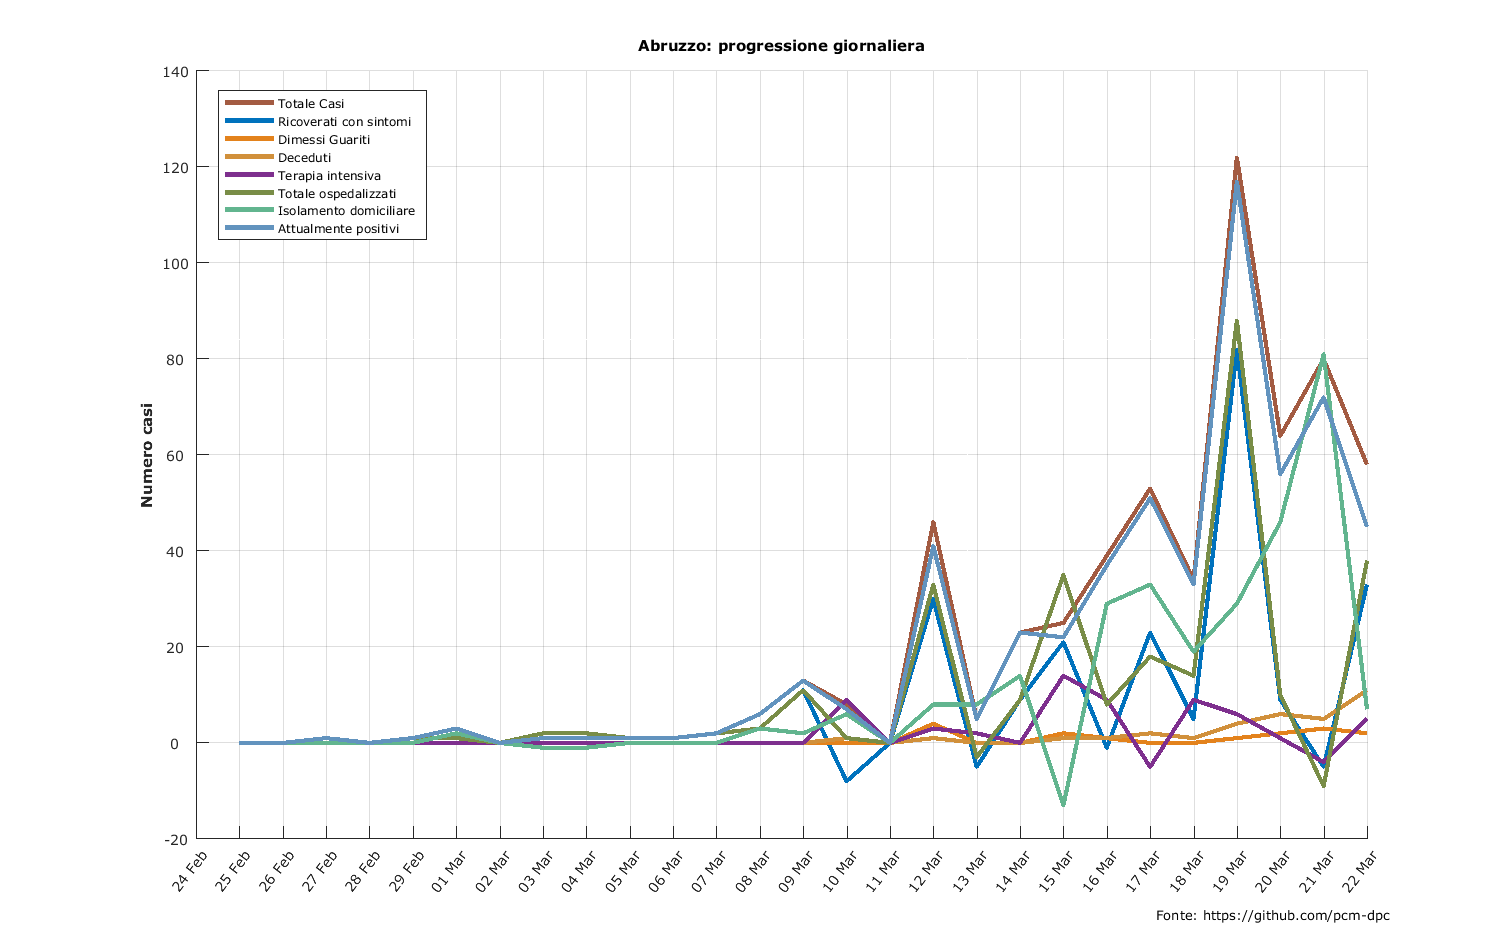 Abruzzo: progressione giornaliera
140
120
100
80
60
40
20
0
-20
Numero casi
Totale Casi
Ricoverati con sintomi
Dimessi Guariti
Deceduti
Terapia intensiva
Totale ospedalizzati
Isolamento domiciliare
Attualmente positivi
24 Feb
25 Feb
26 Feb
27 Feb
28 Feb
29 Feb
01 Mar
02 Mar
03 Mar
04 Mar
05 Mar
06 Mar
07 Mar
08 Mar
09 Mar
10 Mar
11 Mar
12 Mar
13 Mar
14 Mar
15 Mar
16 Mar
17 Mar
18 Mar
19 Mar
20 Mar
21 Mar
22 Mar
Fonte: https://github.com/pcm-dpc